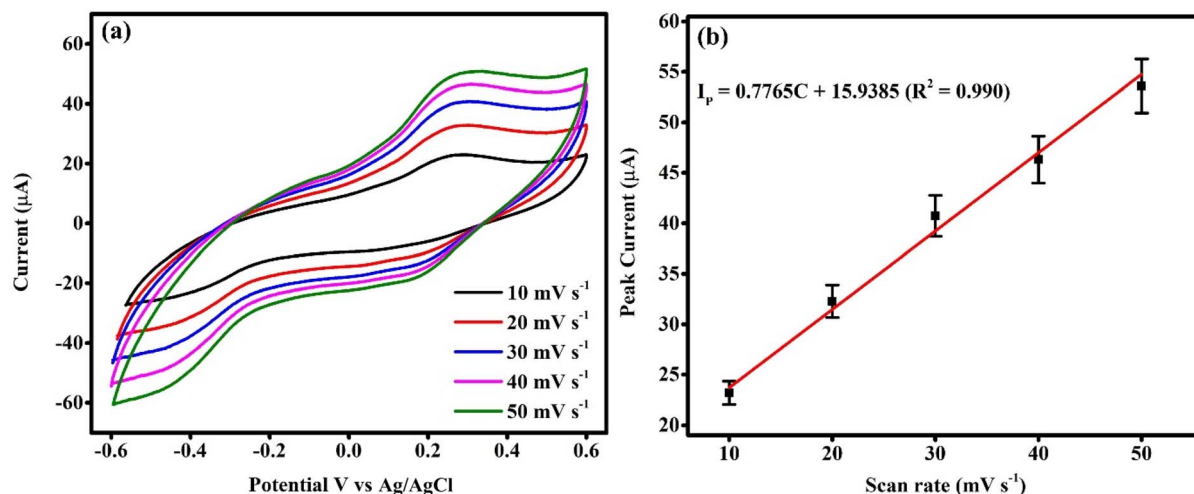 (a)
60
40
20
0
-20
-40
-60
Current (μA)
-0.6 -0.4 -0.2 0.0 0.2 0.4 0.6
Potential V vs Ag/AgCl
10 mV s⁻¹
20 mV s⁻¹
30 mV s⁻¹
40 mV s⁻¹
50 mV s⁻¹
(b)
Iₚ = 0.7765C + 15.9385 (R² = 0.990)
60
55
50
45
40
35
30
25
20
Peak Current (μA)
10 20 30 40 50
Scan rate (mV s⁻¹)